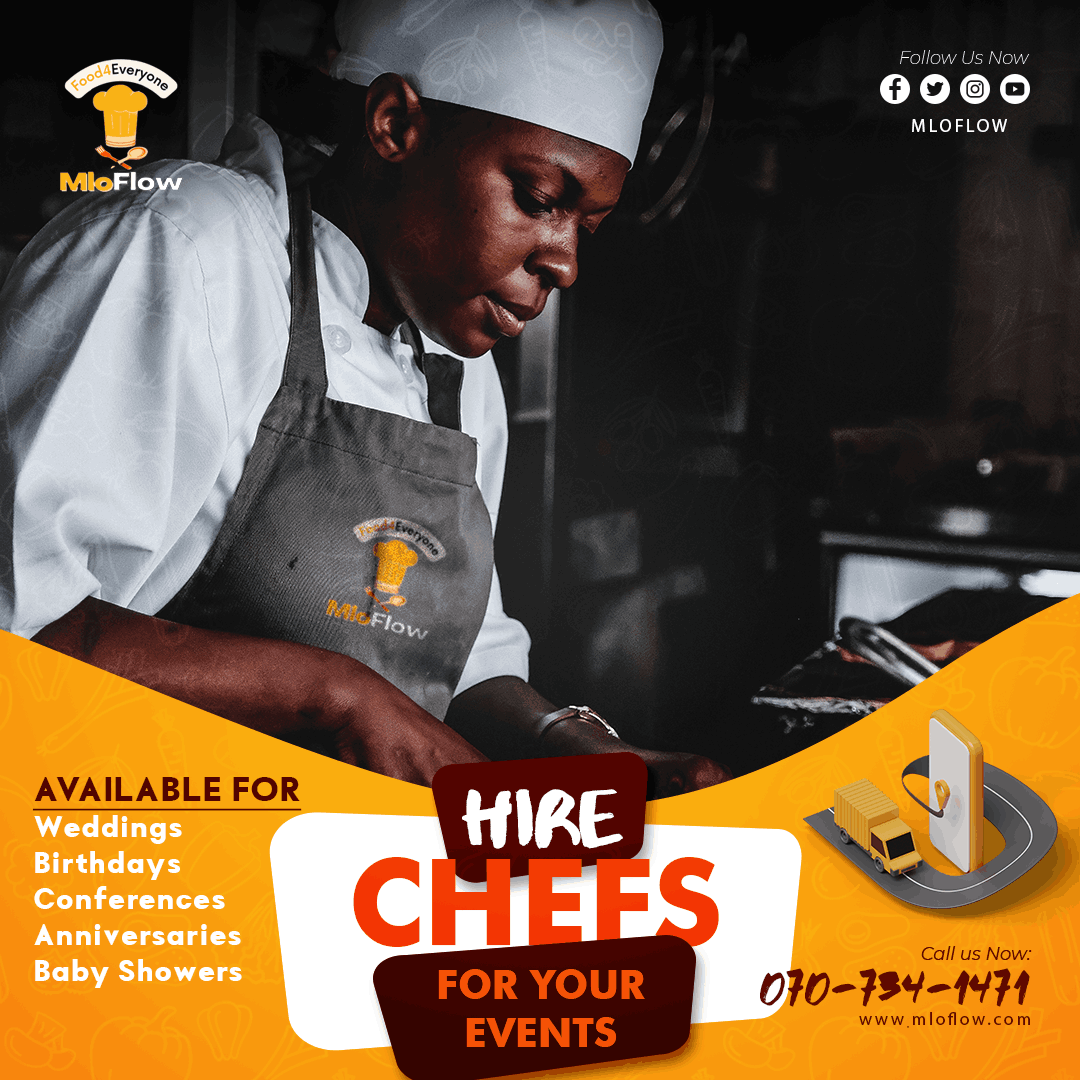 Food4Everyone
MloFlow
Follow Us Now
MLOFLOW
Food4Everyone
MloFlow
AVAILABLE FOR
Weddings
Birthdays
Conferences
Anniversaries
Baby Showers
HIRE
CHEFS
FOR YOUR
EVENTS
Call us Now:
070-734-1471
www.mloflow.com